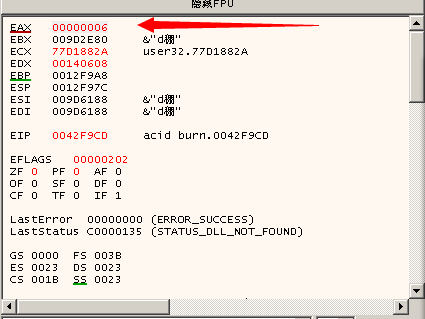 隐藏FPU
EAX 00000006
EBX 009D2E80 &"d棚"
ECX 77D1882A user32.77D1882A
EDX 00140608
EBP 0012F9A8
ESP 0012F97C
ESI 009D6188 &"d棚"
EDI 009D6188 &"d棚"
EIP 0042F9CD acid burn.0042F9CD
EFLAGS 00000202
ZF 0 PF 0 AF 0
OF 0 SF 0 DF 0
CF 0 TF 0 IF 1
LastError 00000000 (ERROR_SUCCESS)
LastStatus C0000135 (STATUS_DLL_NOT_FOUND)
GS 0000 FS 003B
ES 0023 DS 0023
CS 001B SS 0023